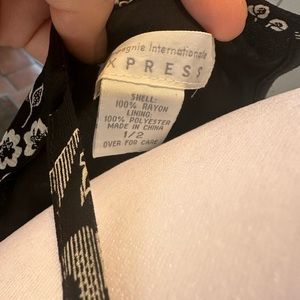 pagnie Internationale
XPRESS
SHELL:
100% RAYON
LINING:
100% POLYESTER
MADE IN CHINA
1/2
OVER FOR CARE